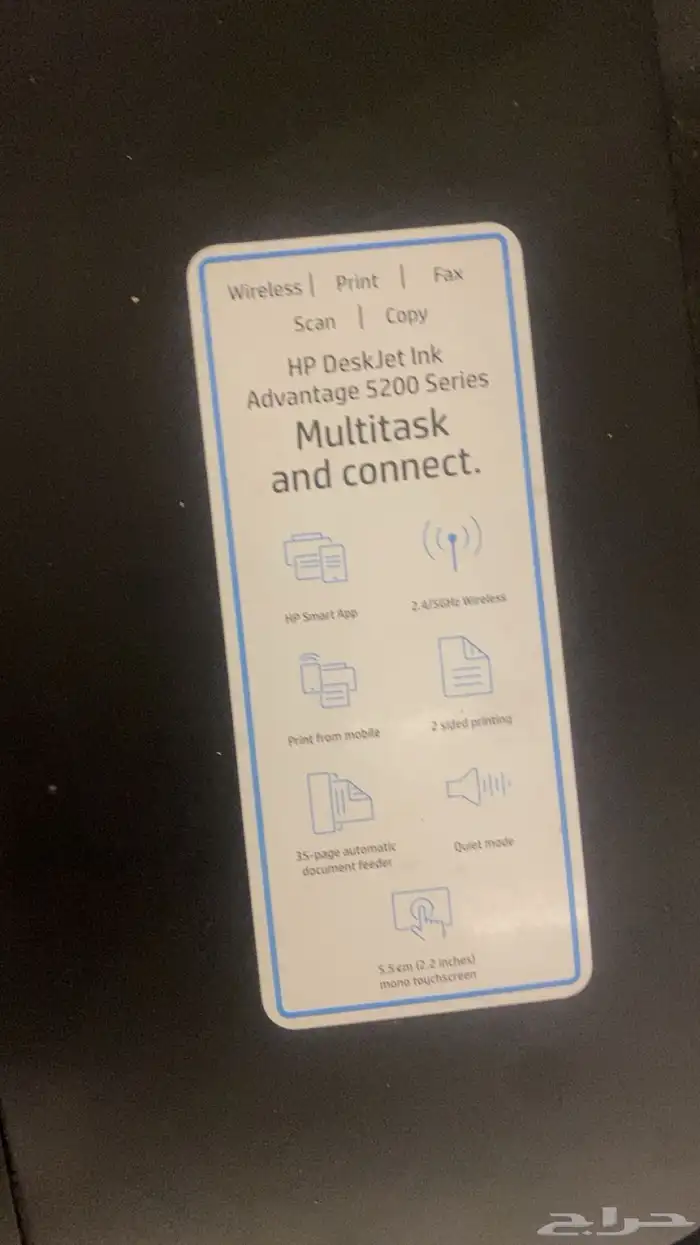 Wireless | Print | Fax
Scan | Copy
HP DeskJet Ink
Advantage 5200 Series
Multitask
and connect.
HP Smart App
2.4/5GHz Wireless
Print from mobile
2 sided printing
35-page automatic
document feeder
Quiet mode
5.5 cm (2.2 inches)
mono touchscreen
حراج